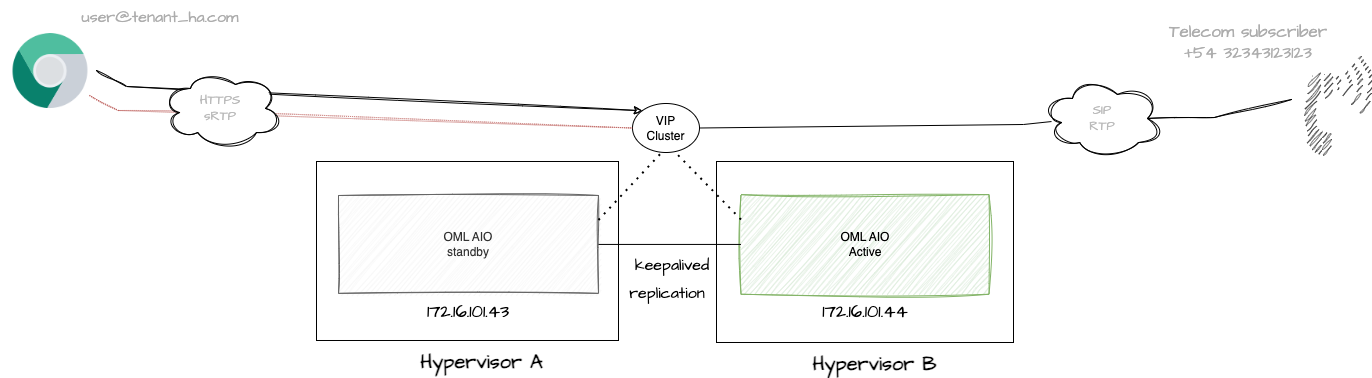 user@tenant_ha.com
Telecom subscriber
+54 32343123123
HTTPS
sRTP
VIP
Cluster
SIP
RTP
OML AIO
standby
OML AIO
Active
keepalived
replication
172.16.101.43
172.16.101.44
Hypervisor A
Hypervisor B